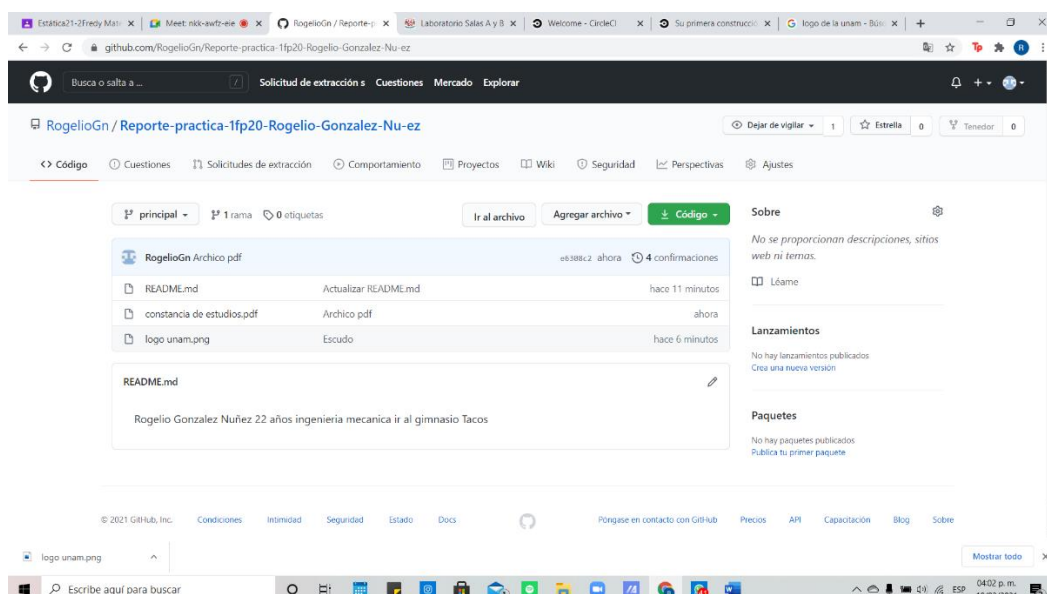 Estática21-2Fredy Mate
Meet: nkk-awfz-eie
RogelioGn / Reporte-p
Laboratorio Salas A y B
Welcome - CircleCI
Su primera construcció
logo de la unam - Búsq
github.com/RogelioGn/Reporte-practica-1fp20-Rogelio-Gonzalez-Nu-ez
Busca o salta a ...
/
Solicitud de extracción s Cuestiones Mercado Explorar
RogelioGn / Reporte-practica-1fp20-Rogelio-Gonzalez-Nu-ez
Dejar de vigilar 1
Estrella 0
Tenedor 0
Código Cuestiones Solicitudes de extracción Comportamiento Proyectos Wiki Seguridad Perspectivas Ajustes
principal 1 rama 0 etiquetas
Ir al archivo
Agregar archivo
Código
RogelioGn Archico pdf e6388c2 ahora 4 confirmaciones
README.md Actualizar README.md hace 11 minutos
constancia de estudios.pdf Archico pdf ahora
logo unam.png Escudo hace 6 minutos
README.md
Rogelio Gonzalez Nuñez 22 años ingenieria mecanica ir al gimnasio Tacos
Sobre
No se proporcionan descripciones, sitios
web ni temas.
Léame
Lanzamientos
No hay lanzamientos publicados
Crea una nueva versión
Paquetes
No hay paquetes publicados
Publica tu primer paquete
© 2021 GitHub, Inc. Condiciones Intimidad Seguridad Estado Docs Póngase en contacto con GitHub Precios API Capacitación Blog Sobre
logo unam.png
Mostrar todo
Escribe aquí para buscar
ESP
04:02 p. m.